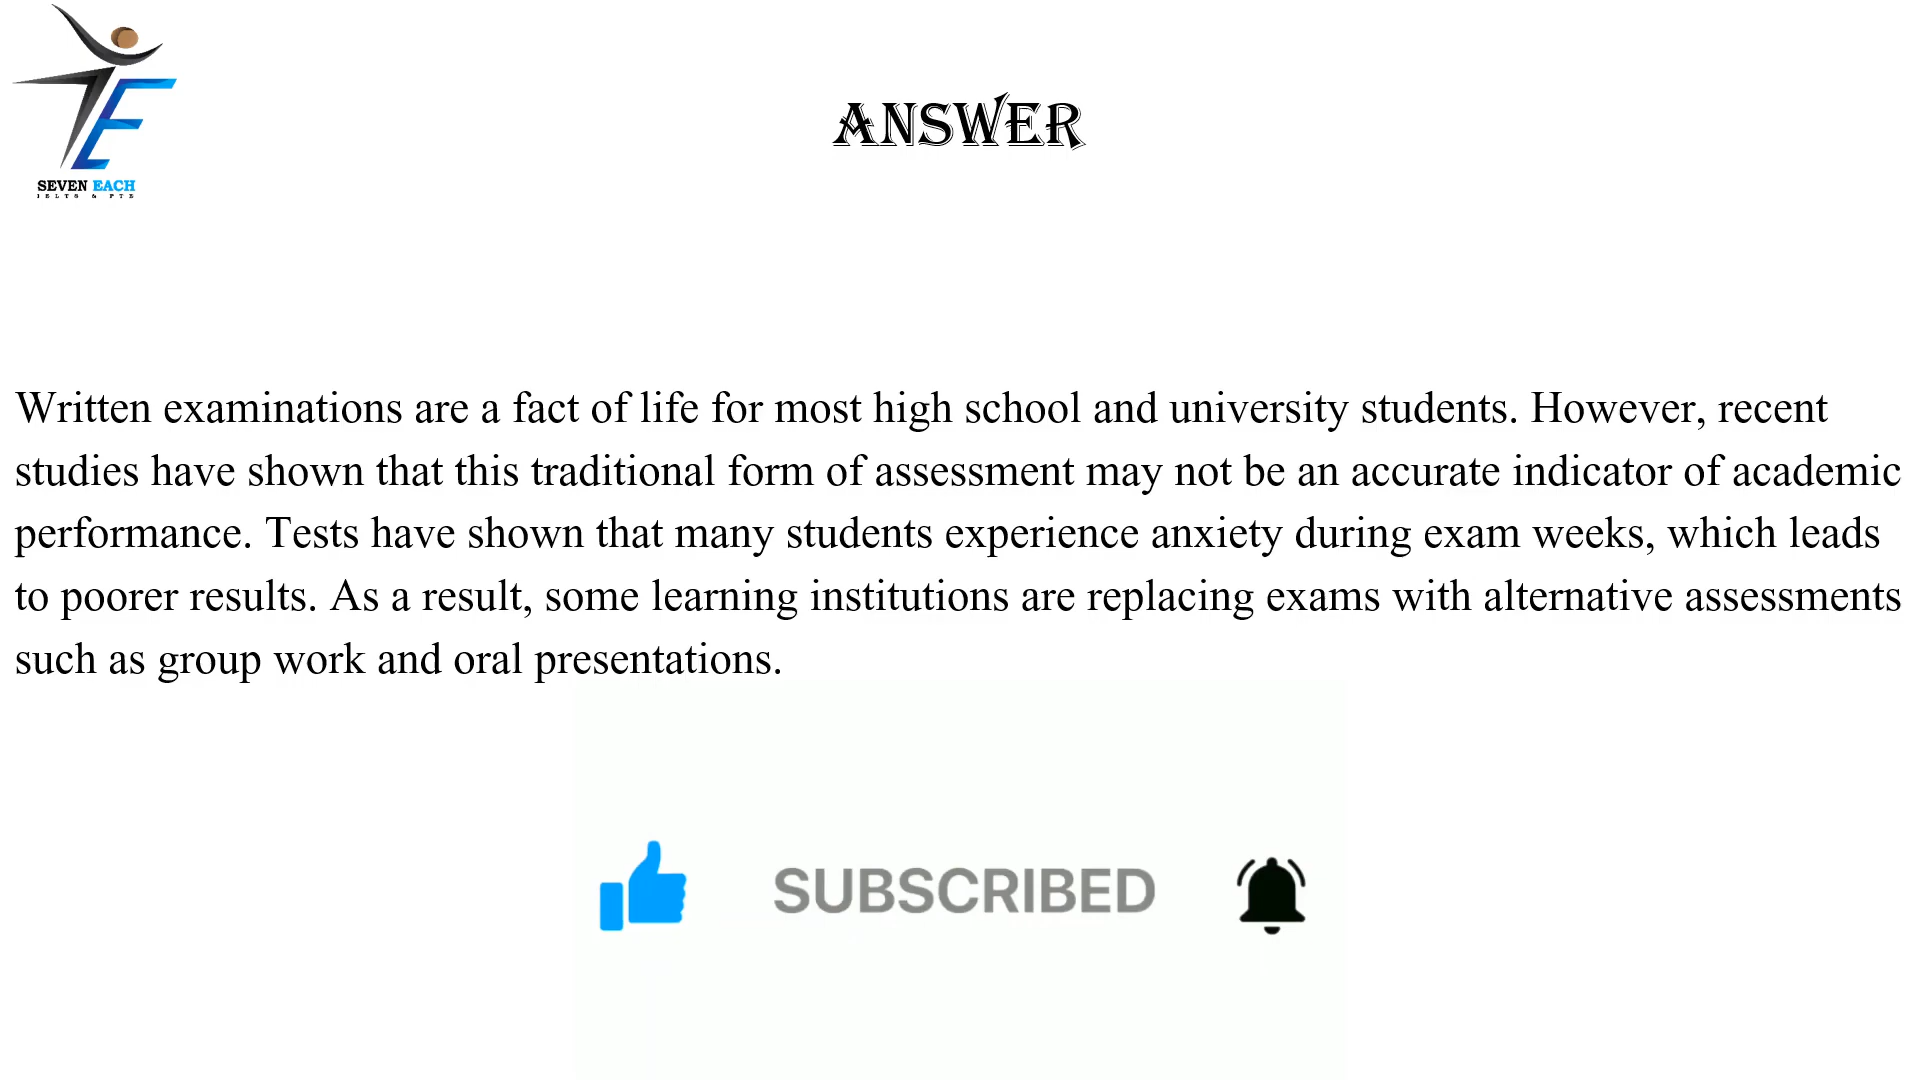 SEVEN EACH
IELTS & PTE
ANSWER
Written examinations are a fact of life for most high school and university students. However, recent
studies have shown that this traditional form of assessment may not be an accurate indicator of academic
performance. Tests have shown that many students experience anxiety during exam weeks, which leads
to poorer results. As a result, some learning institutions are replacing exams with alternative assessments
such as group work and oral presentations.
SUBSCRIBED